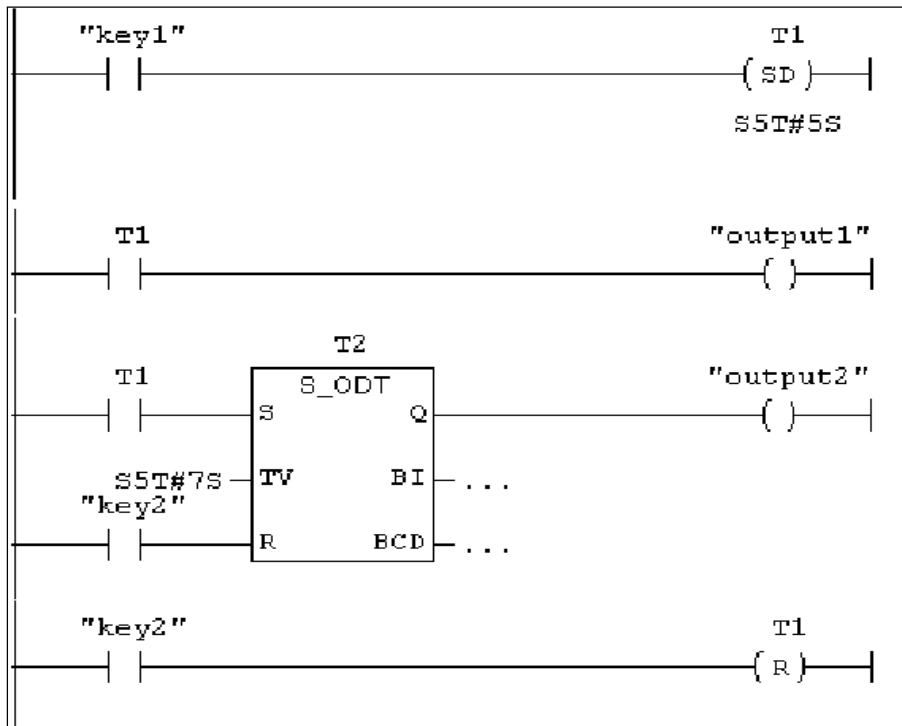 "key1" T1
SD
S5T#5S
T1 "output1"
T2
T1 S_ODT "output2"
S Q
S5T#7S TV BI ...
"key2"
R BCD ...
"key2" T1
R